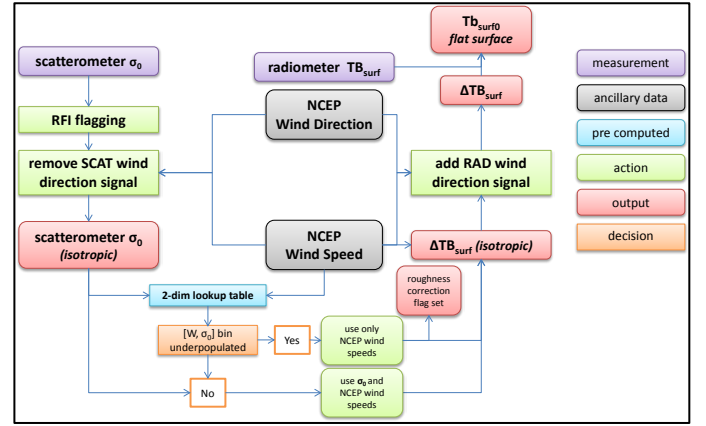 scatterometer σ₀
RFI flagging
remove SCAT wind
direction signal
scatterometer σ₀
(isotropic)
NCEP
Wind Direction
NCEP
Wind Speed
2-dim lookup table
[W, σ₀] bin
underpopulated
Yes
No
use only
NCEP wind
speeds
use σ₀ and
NCEP wind
speeds
roughness
correction
flag set
radiometer TBsurf
Tbsurf0
flat surface
ΔTBsurf
add RAD wind
direction signal
ΔTBsurf (isotropic)
measurement
ancillary data
pre computed
action
output
decision